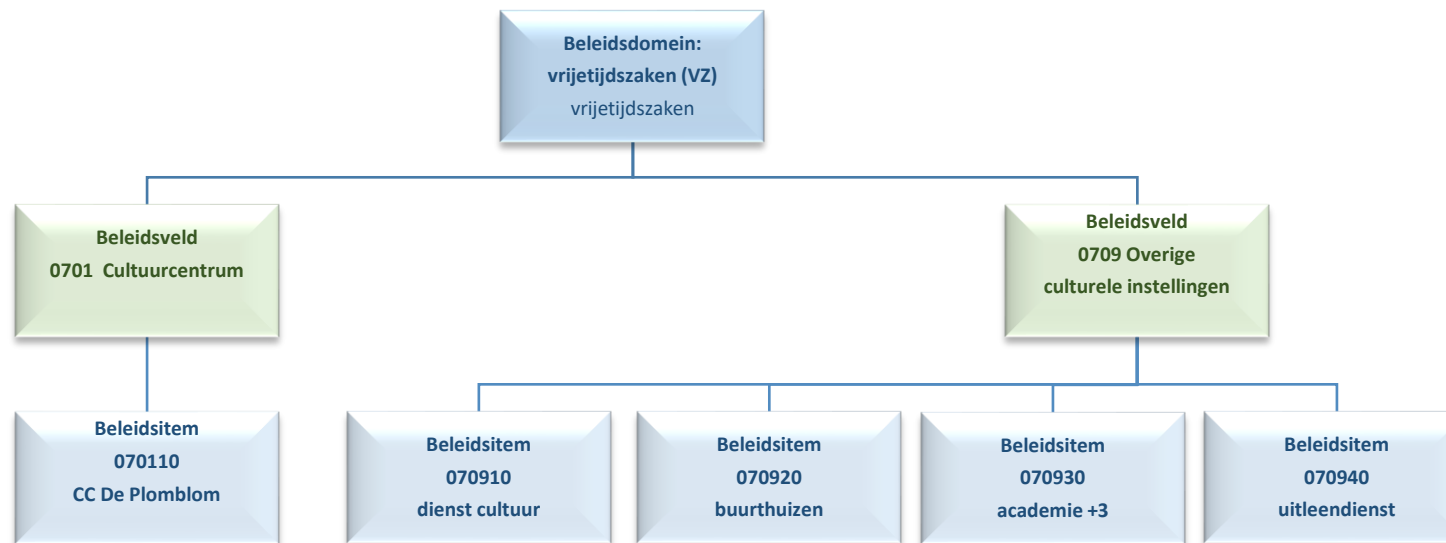 Beleidsdomein:
vrijetijdszaken (VZ)
vrijetijdszaken
Beleidsveld
0701 Cultuurcentrum
Beleidsveld
0709 Overige
culturele instellingen
Beleidsitem
070110
CC De Plomblom
Beleidsitem
070910
dienst cultuur
Beleidsitem
070920
buurthuizen
Beleidsitem
070930
academie +3
Beleidsitem
070940
uitleendienst